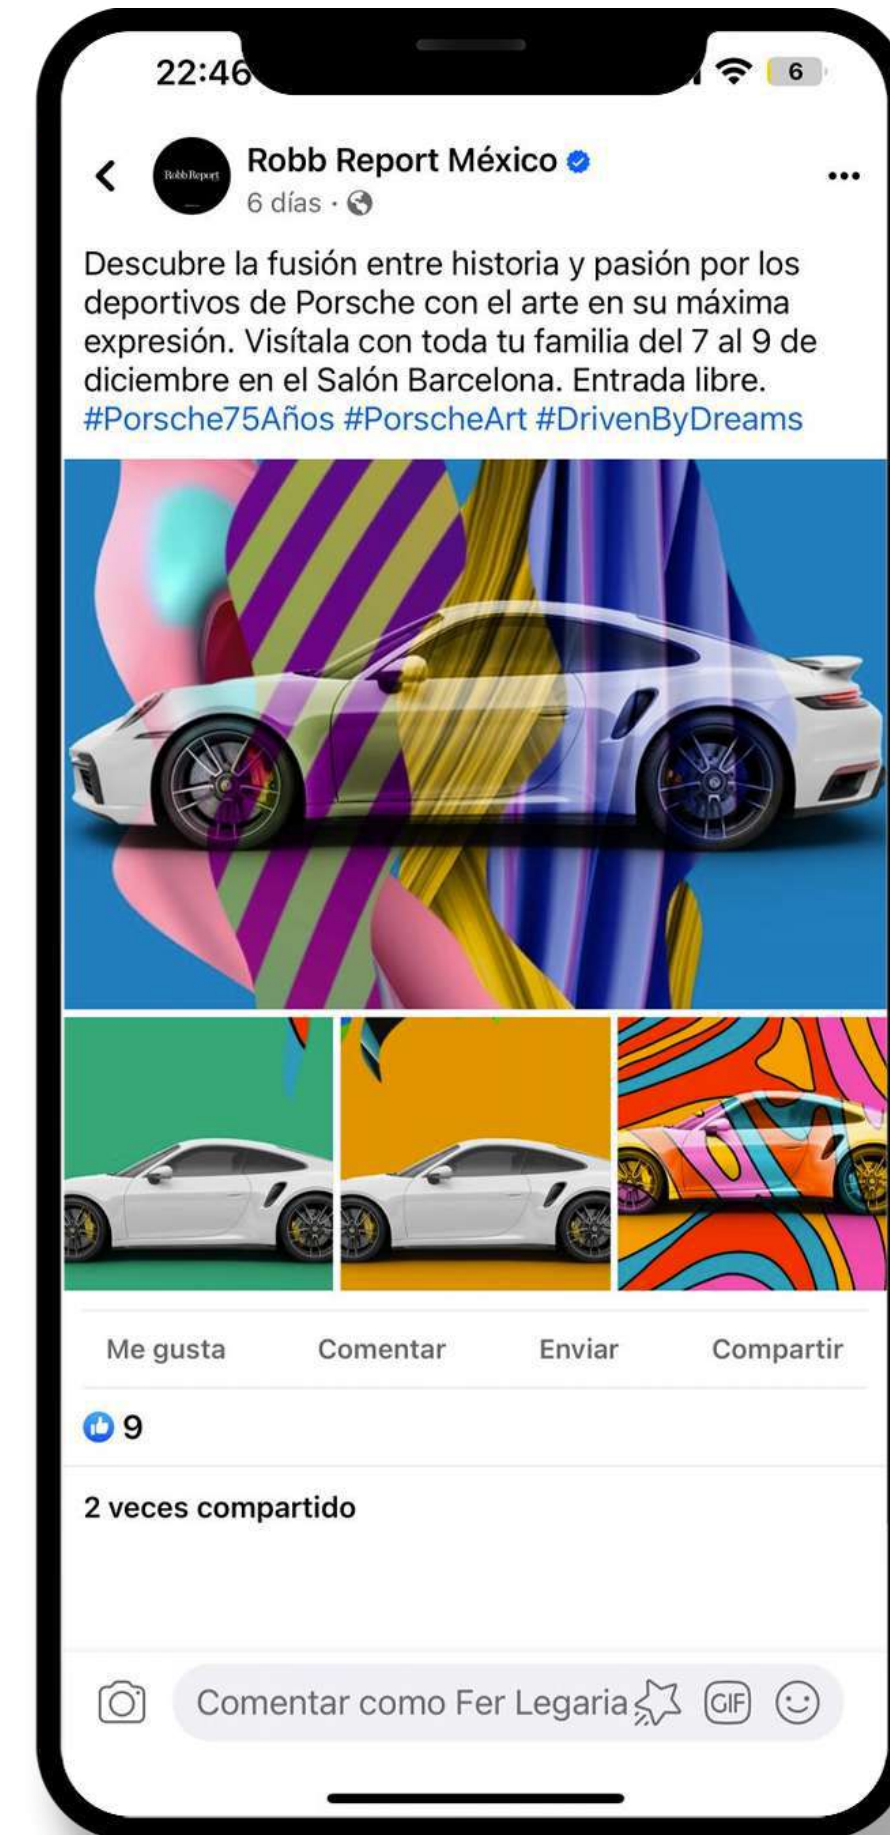 22:46
6
Robb Report
Robb Report México
6 días ·
Descubre la fusión entre historia y pasión por los
deportivos de Porsche con el arte en su máxima
expresión. Visítala con toda tu familia del 7 al 9 de
diciembre en el Salón Barcelona. Entrada libre.
#Porsche75Años #PorscheArt #DrivenByDreams
Me gusta Comentar Enviar Compartir
9
2 veces compartido
Comentar como Fer Legaria GIF